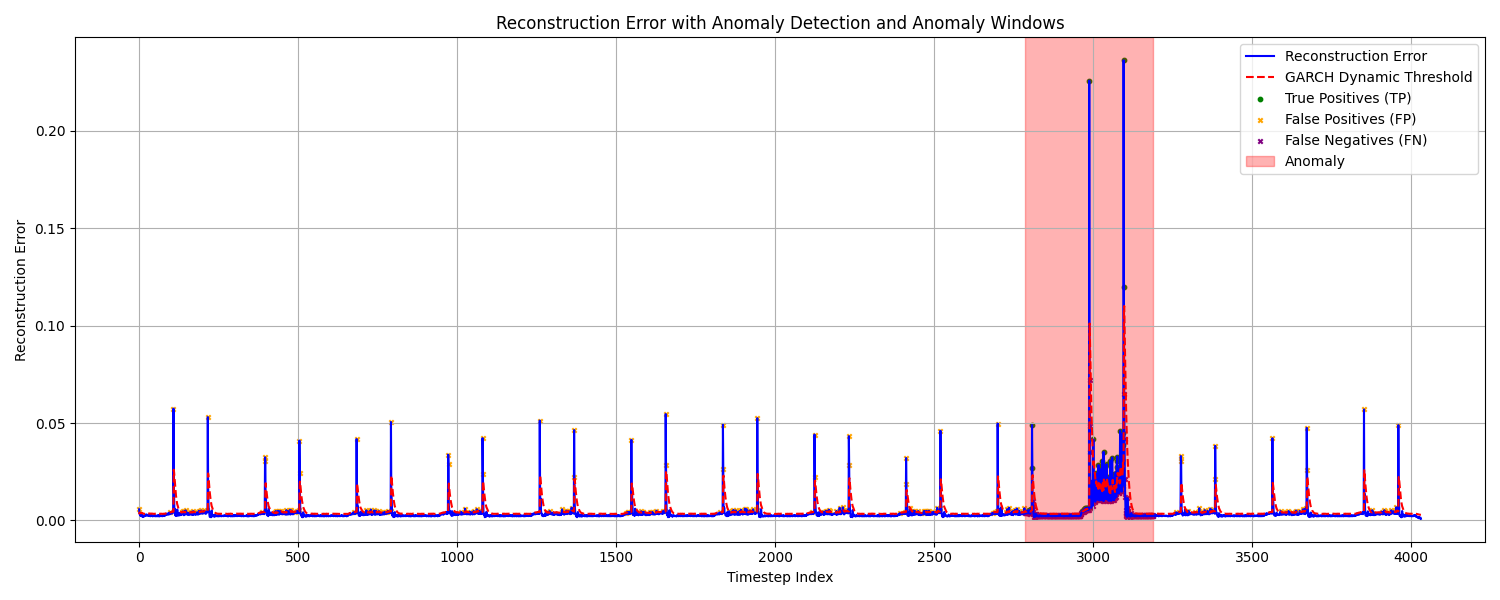 Reconstruction Error with Anomaly Detection and Anomaly Windows
Reconstruction Error
GARCH Dynamic Threshold
True Positives (TP)
False Positives (FP)
False Negatives (FN)
Anomaly
Reconstruction Error
0.20
0.15
0.10
0.05
0.00
0 500 1000 1500 2000 2500 3000 3500 4000
Timestep Index